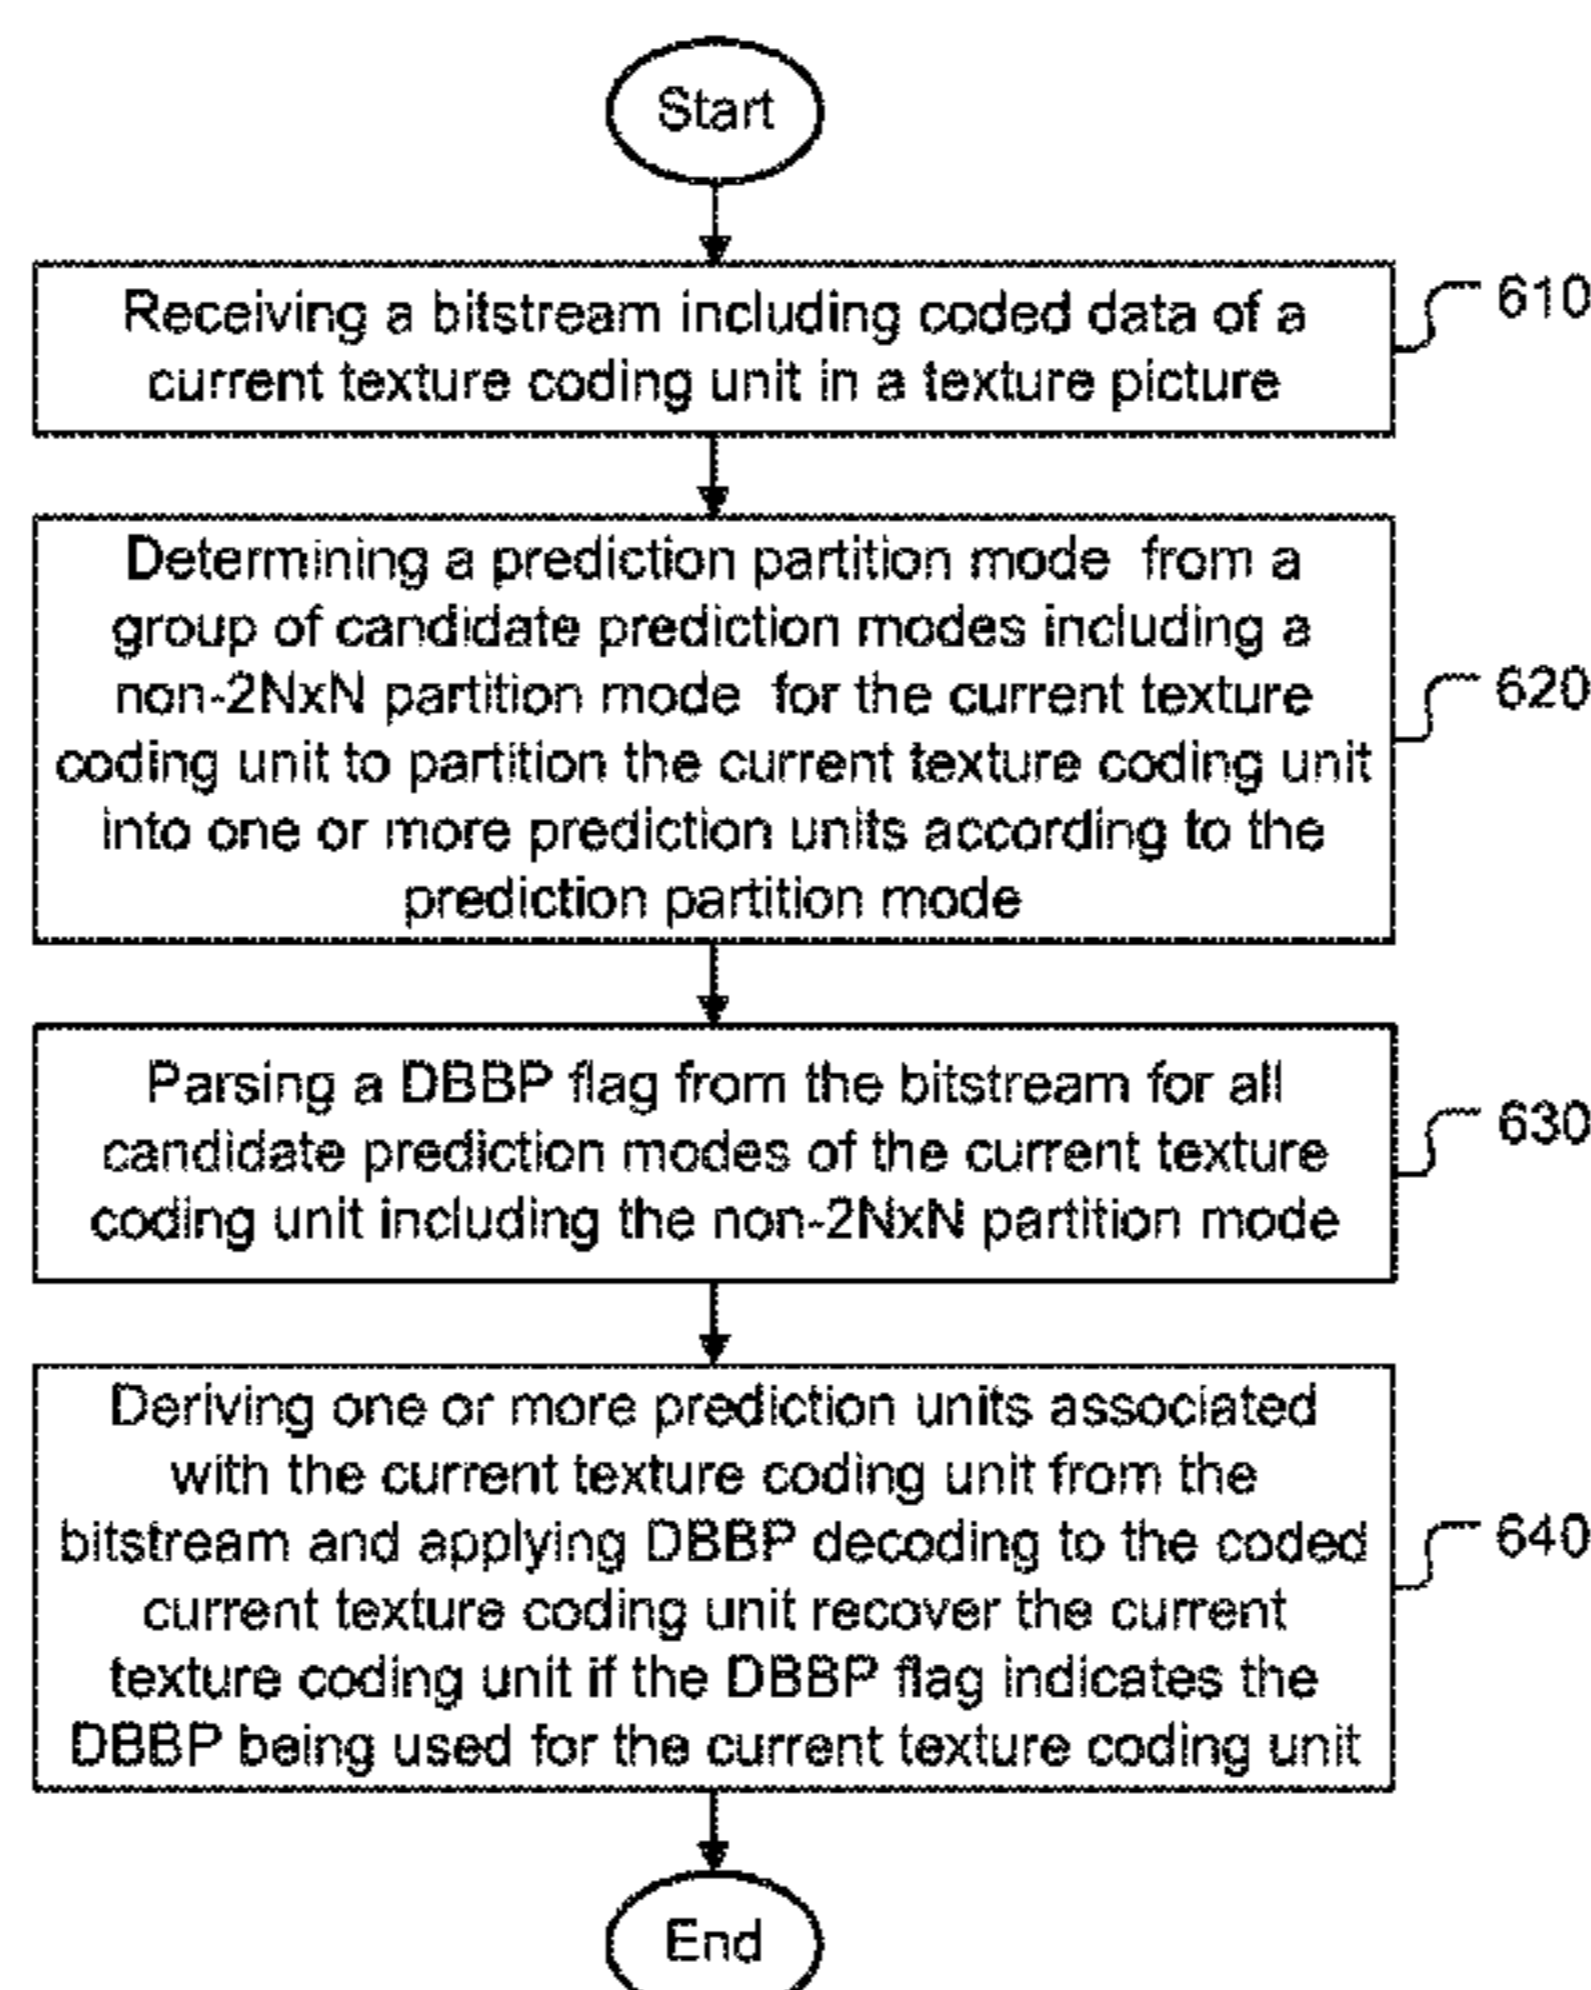 Start
Receiving a bitstream including coded data of a
current texture coding unit in a texture picture
610
Determining a prediction partition mode from a
group of candidate prediction modes including a
non-2NxN partition mode for the current texture
coding unit to partition the current texture coding unit
into one or more prediction units according to the
prediction partition mode
620
Parsing a DBBP flag from the bitstream for all
candidate prediction modes of the current texture
coding unit including the non-2NxN partition mode
630
Deriving one or more prediction units associated
with the current texture coding unit from the
bitstream and applying DBBP decoding to the coded
current texture coding unit recover the current
texture coding unit if the DBBP flag indicates the
DBBP being used for the current texture coding unit
640
End